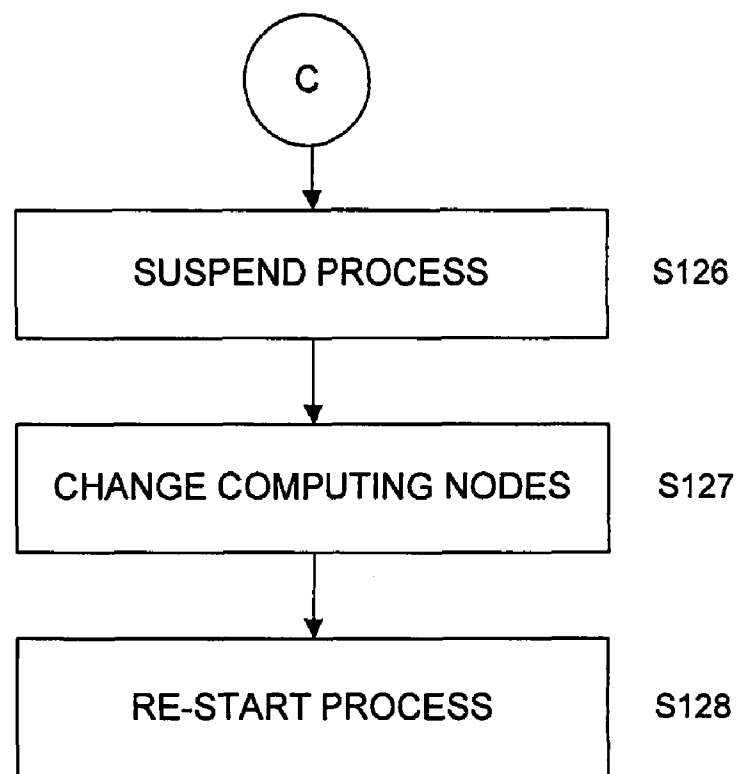 C
SUSPEND PROCESS S126
CHANGE COMPUTING NODES S127
RE-START PROCESS S128